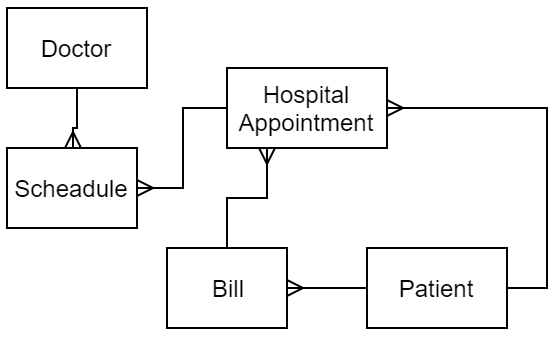 Doctor
Hospital
Appointment
Scheadule
Bill
Patient